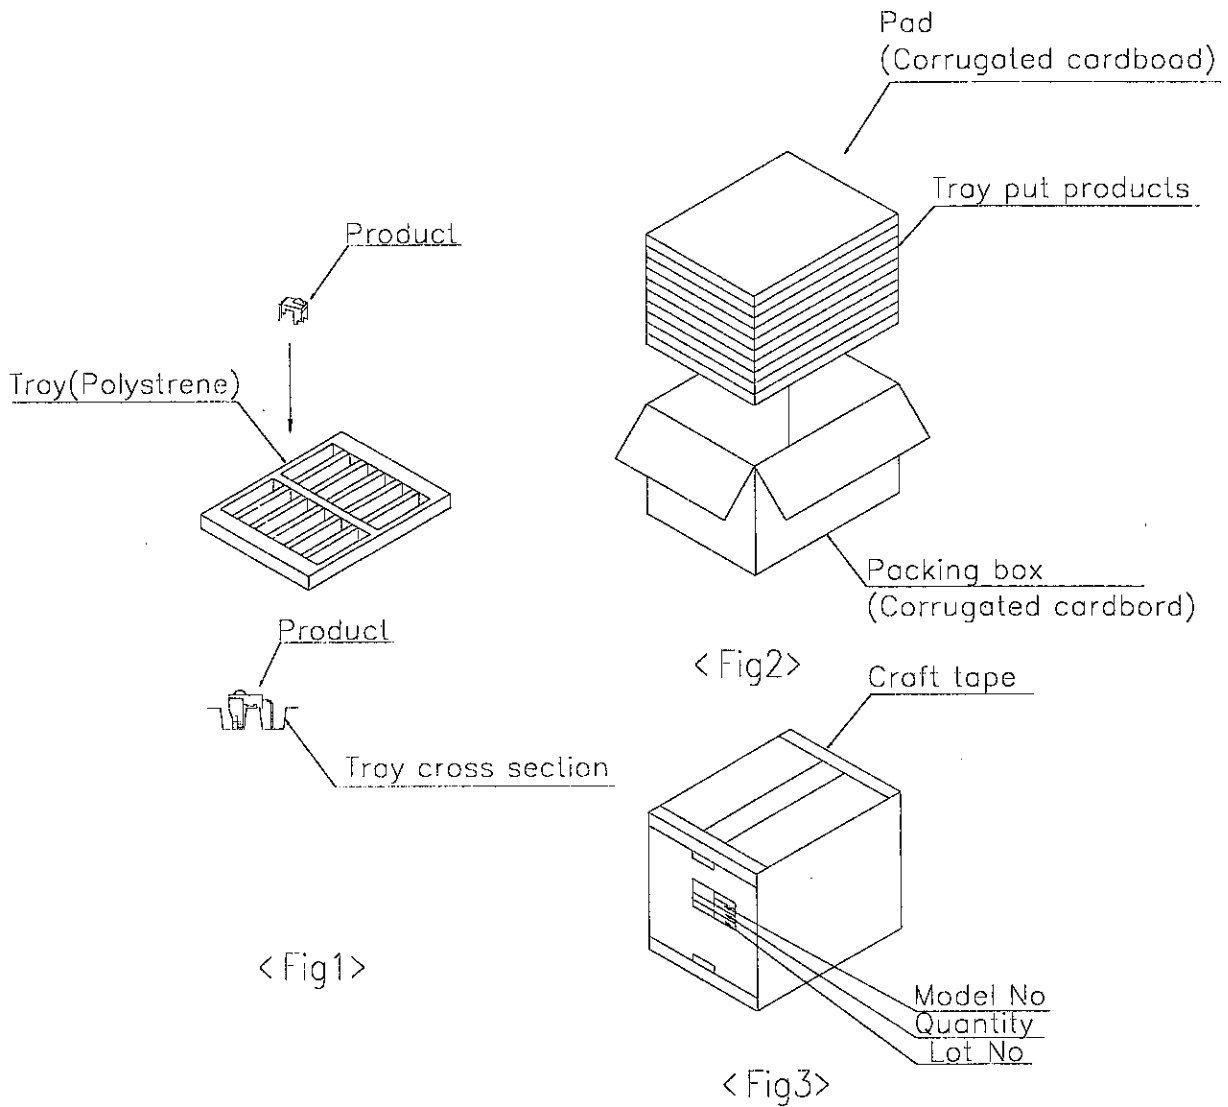 Pad
(Corrugated cardboad)
Tray put products
Product
Tray(Polystrene)
Packing box
(Corrugated cardbord)
Product
<Fig2>
Craft tape
Tray cross section
<Fig1>
Model No
Quantity
Lot No
<Fig3>